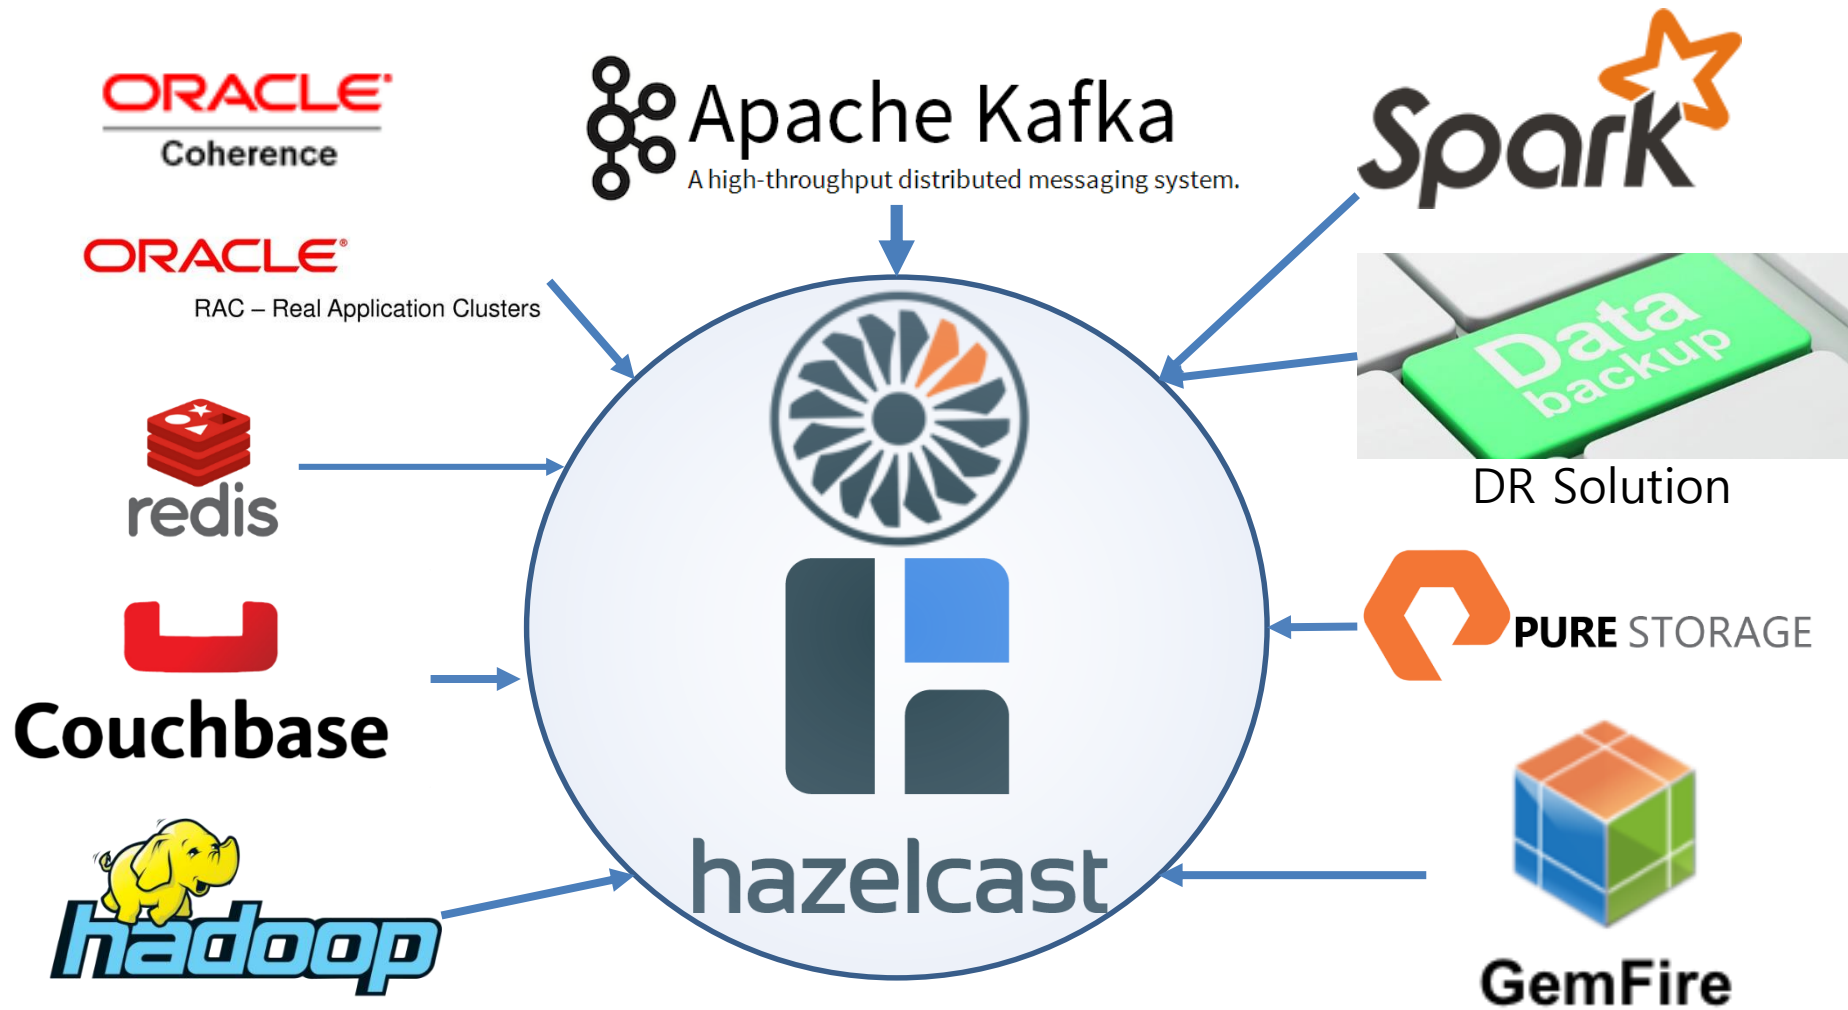 ORACLE
Coherence
Apache Kafka
A high-throughput distributed messaging system.
Spark
ORACLE®
RAC – Real Application Clusters
Data
backup
DR Solution
redis
PURE STORAGE
Couchbase
hazelcast
hadoop
GemFire